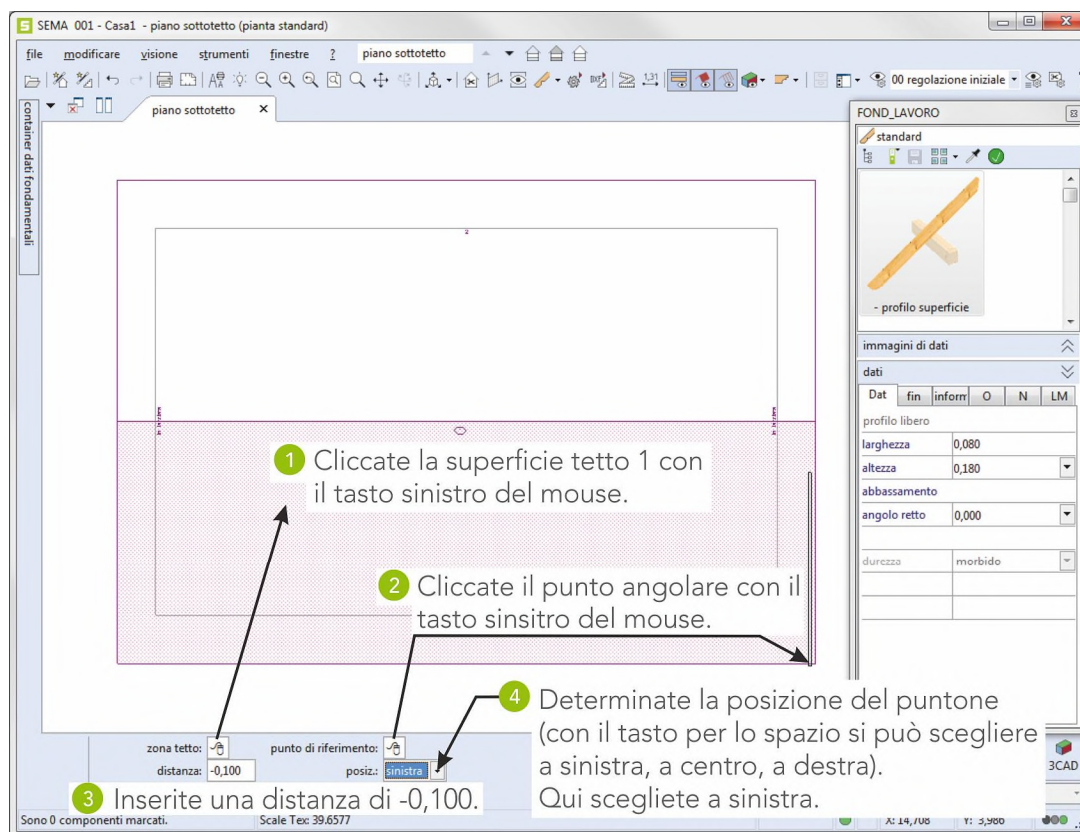 SEMA 001 - Casa1 - piano sottotetto (pianta standard)
file modificare visione strumenti finestre ? piano sottotetto
1,31
00 regolazione iniziale
piano sottotetto
container dati fondamentali
FOND_LAVORO
standard
- profilo superficie
immagini di dati
dati
Dat fin inform O N LM
profilo libero
larghezza 0,080
altezza 0,180
abbassamento
angolo retto 0,000
durezza morbido
1 Cliccate la superficie tetto 1 con
il tasto sinistro del mouse.
2 Cliccate il punto angolare con il
tasto sinsitro del mouse.
4 Determinate la posizione del puntone
(con il tasto per lo spazio si può scegliere
a sinistra, a centro, a destra).
Qui scegliete a sinistra.
zona tetto: punto di riferimento:
distanza: -0,100 posiz.: sinistra
3 Inserite una distanza di -0,100.
3CAD
Sono 0 componenti marcati. Scale Tex: 39.6577 X: 14,708 Y: 3,986